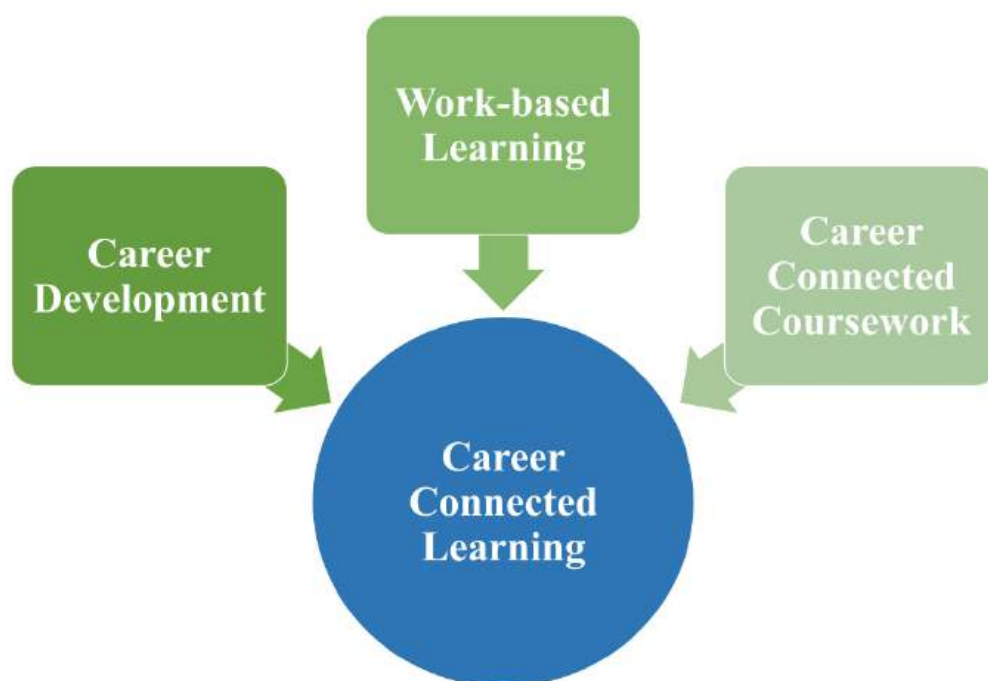 Work-based
Learning
Career
Development
Career
Connected
Coursework
Career
Connected
Learning